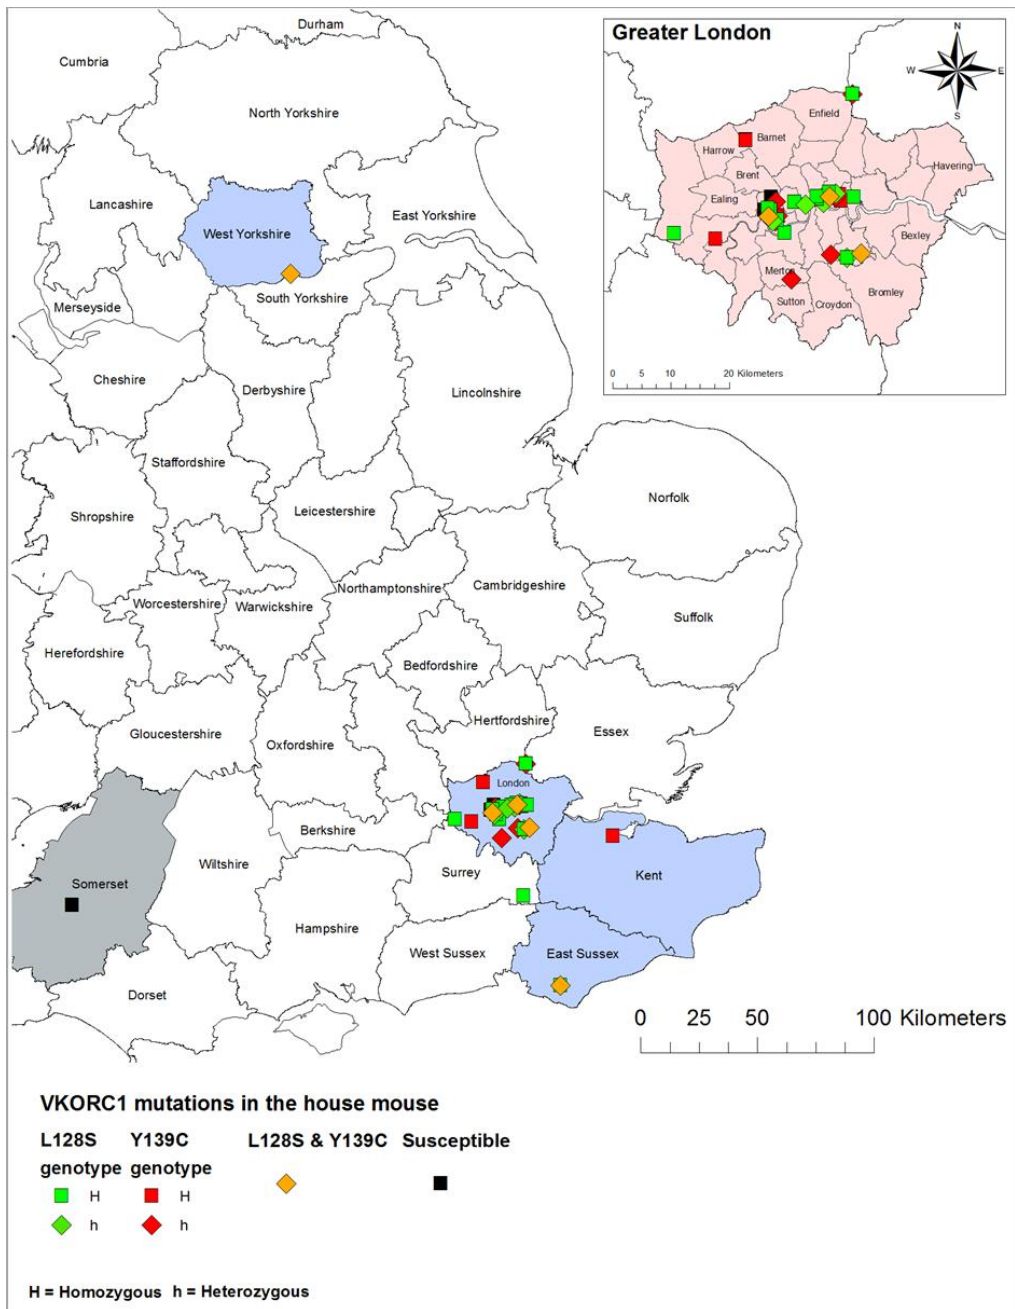 Durham
Cumbria
North Yorkshire
Lancashire
East Yorkshire
West Yorkshire
South Yorkshire
Merseyside
Cheshire
Derbyshire
Lincolnshire
Staffordshire
Norfolk
Shropshire
Leicestershire
Northamptonshire
Cambridgeshire
Worcestershire
Warwickshire
Suffolk
Herefordshire
Bedfordshire
Hertfordshire
Essex
Gloucestershire
Oxfordshire
London
Berkshire
Wiltshire
Surrey
Kent
Somerset
Hampshire
West Sussex
East Sussex
Dorset
Greater London
N
W
E
S
Enfield
Barnet
Harrow
Havering
Brent
Ealing
Bexley
Merton
Bromley
Sutton
Croydon
0 5 10 20 Kilometers
0 25 50 100 Kilometers
VKORC1 mutations in the house mouse
L128S Y139C L128S & Y139C Susceptible
genotype genotype
H H
h h
H = Homozygous h = Heterozygous